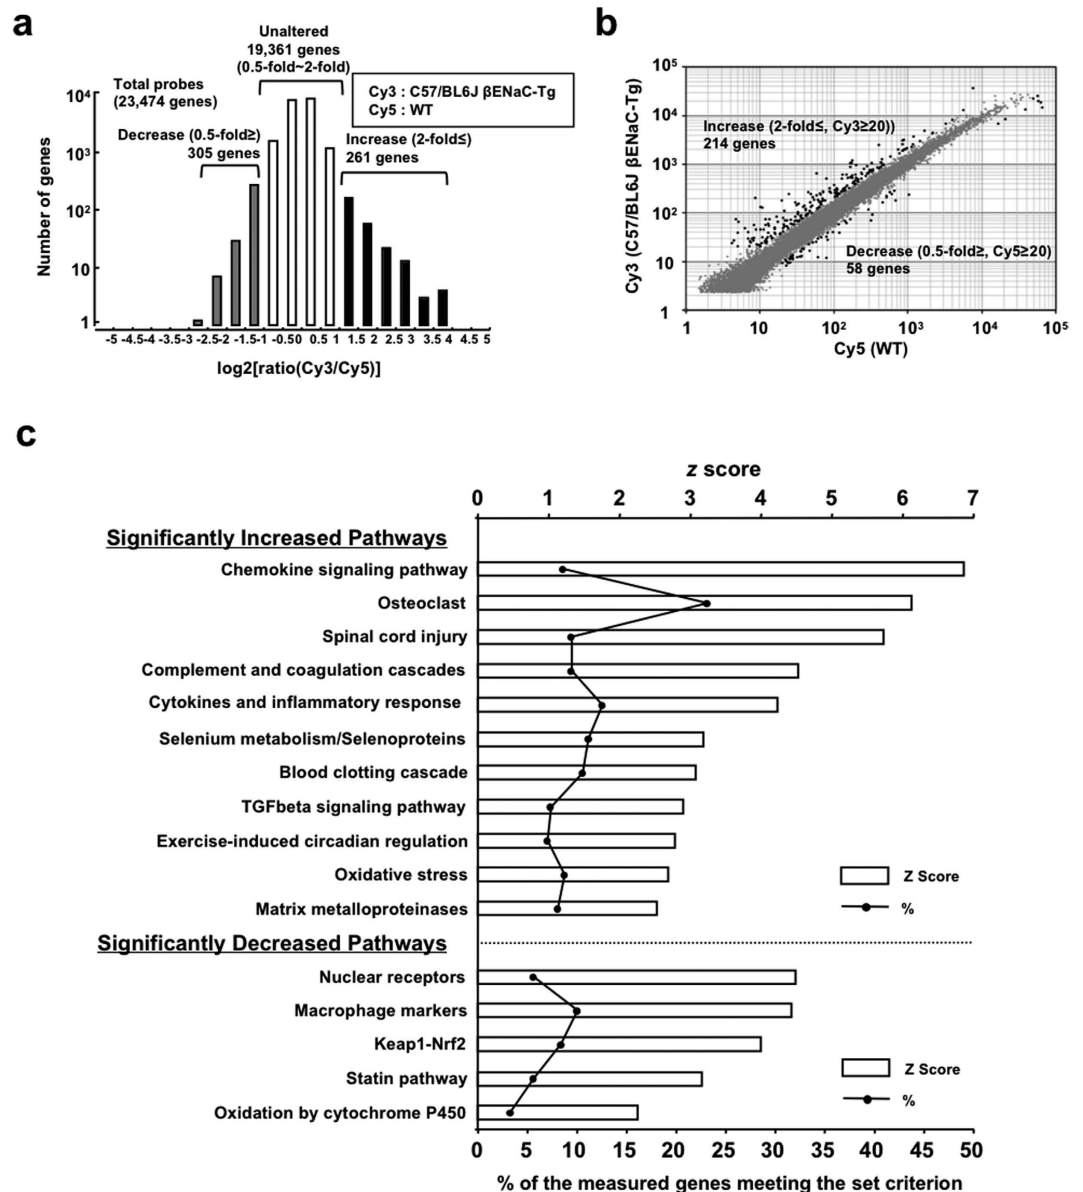 a
Unaltered
19,361 genes
(0.5-fold~2-fold)
Total probes
(23,474 genes)
Cy3 : C57/BL6J βENaC-Tg
Cy5 : WT
Decrease (0.5-fold≥)
305 genes
Increase (2-fold≤)
261 genes
Number of genes
10⁴
10³
10²
10
1
-5 -4.5-4 -3.5-3 -2.5-2 -1.5-1 -0.50 0.5 1 1.5 2 2.5 3 3.5 4 4.5 5
log2[ratio(Cy3/Cy5)]
b
Cy3 (C57/BL6J βENaC-Tg)
10⁵
10⁴
10³
10²
10
1
Increase (2-fold≤, Cy3≥20))
214 genes
Decrease (0.5-fold≥, Cy5≥20)
58 genes
1 10 10² 10³ 10⁴ 10⁵
Cy5 (WT)
c
z score
0 1 2 3 4 5 6 7
Significantly Increased Pathways
Chemokine signaling pathway
Osteoclast
Spinal cord injury
Complement and coagulation cascades
Cytokines and inflammatory response
Selenium metabolism/Selenoproteins
Blood clotting cascade
TGFbeta signaling pathway
Exercise-induced circadian regulation
Oxidative stress
Matrix metalloproteinases
Z Score
%
Significantly Decreased Pathways
Nuclear receptors
Macrophage markers
Keap1-Nrf2
Statin pathway
Oxidation by cytochrome P450
Z Score
%
0 5 10 15 20 25 30 35 40 45 50
% of the measured genes meeting the set criterion